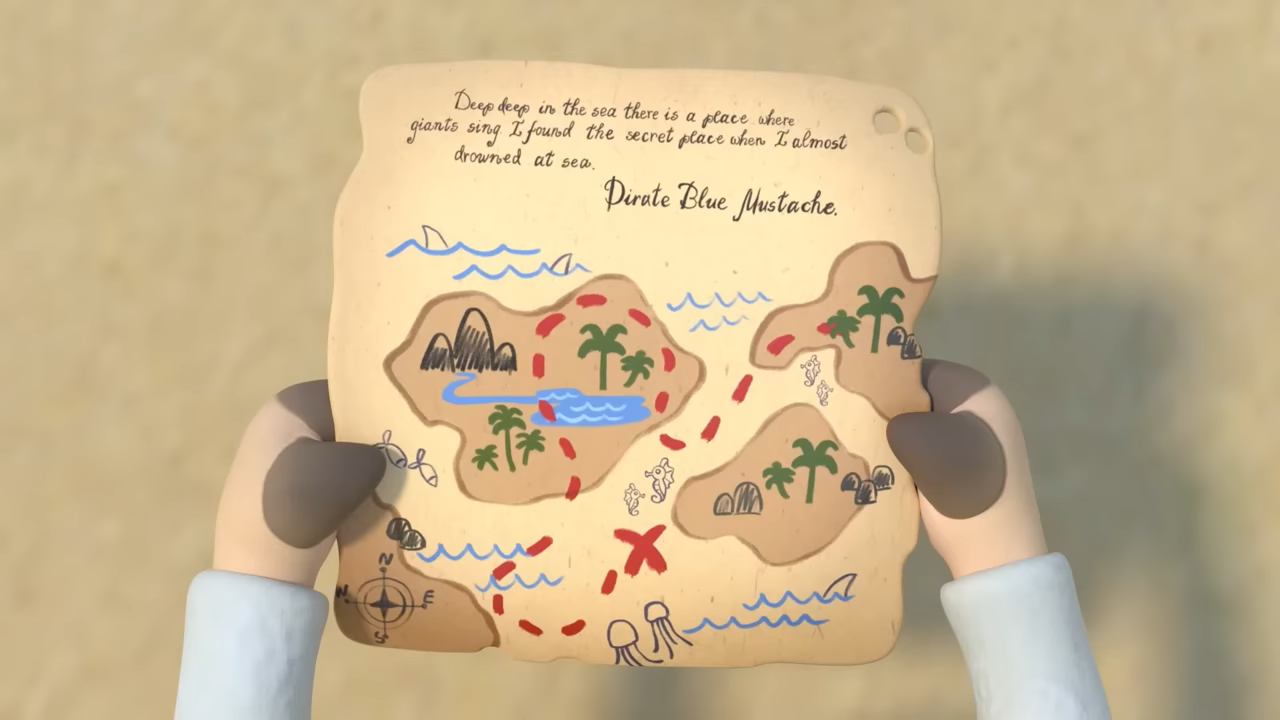 Deep deep in the sea there is a place where
giants sing I found the secret place when I almost
drowned at sea.
Pirate Blue Mustache.
N
W E
S